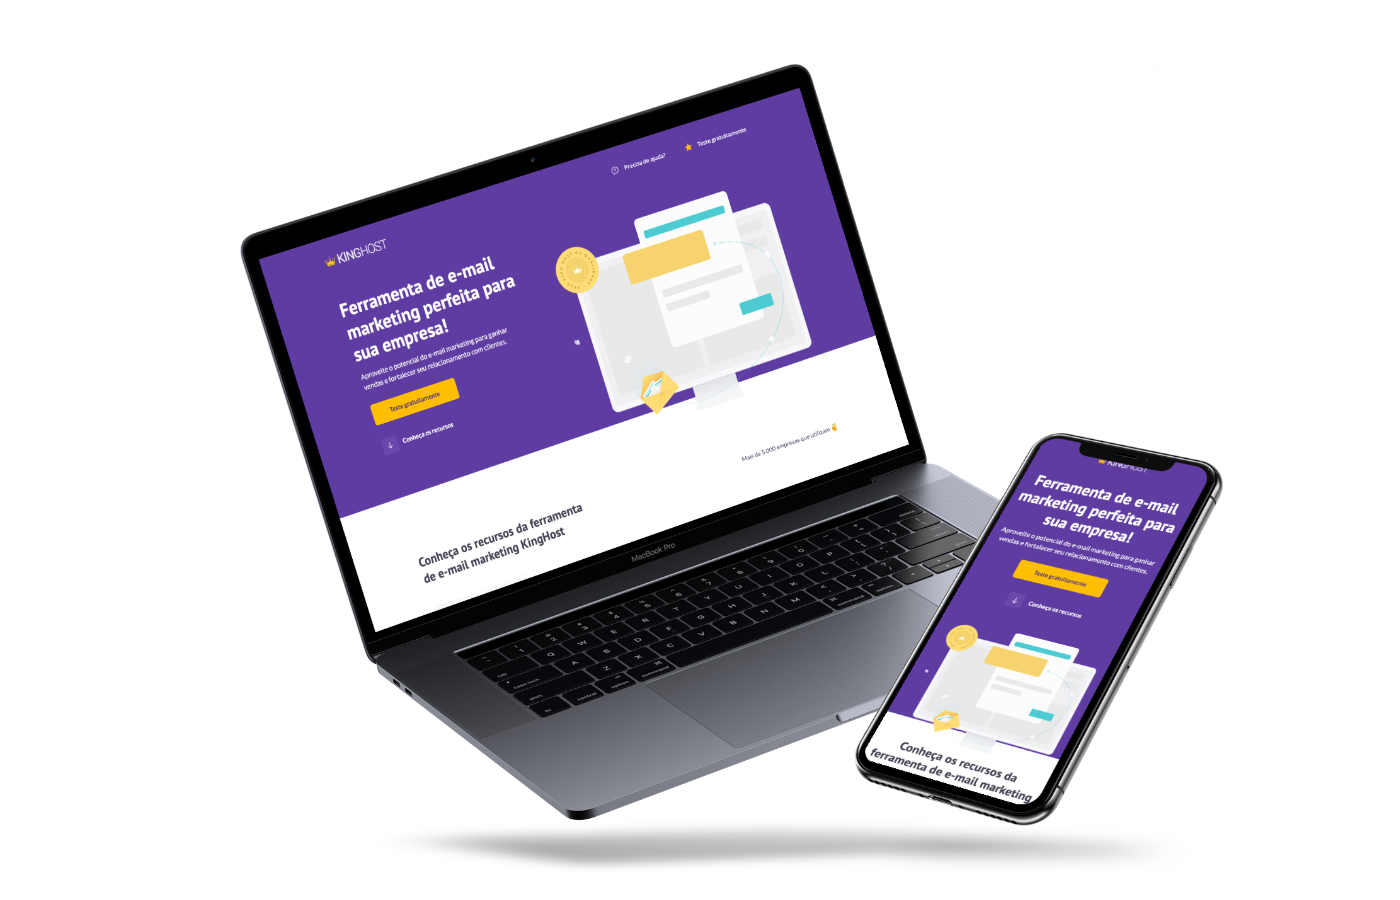 Precisa de ajuda?
Teste gratuitamente
KINGHOST
Ferramenta de e-mail
marketing perfeita para
sua empresa!
Aproveite o potencial do e-mail marketing para ganhar
vendas e fortalecer seu relacionamento com clientes.
Teste gratuitamente
Conheça os recursos
Mais de 5.000 empresas que utilizam ✌
Conheça os recursos da ferramenta
de e-mail marketing KingHost
MacBook Pro
KINGHOST
Ferramenta de e-mail
marketing perfeita para
sua empresa!
Aproveite o potencial do e-mail marketing para ganhar
vendas e fortalecer seu relacionamento com clientes.
Teste gratuitamente
Conheça os recursos
Conheça os recursos da
ferramenta de e-mail marketing